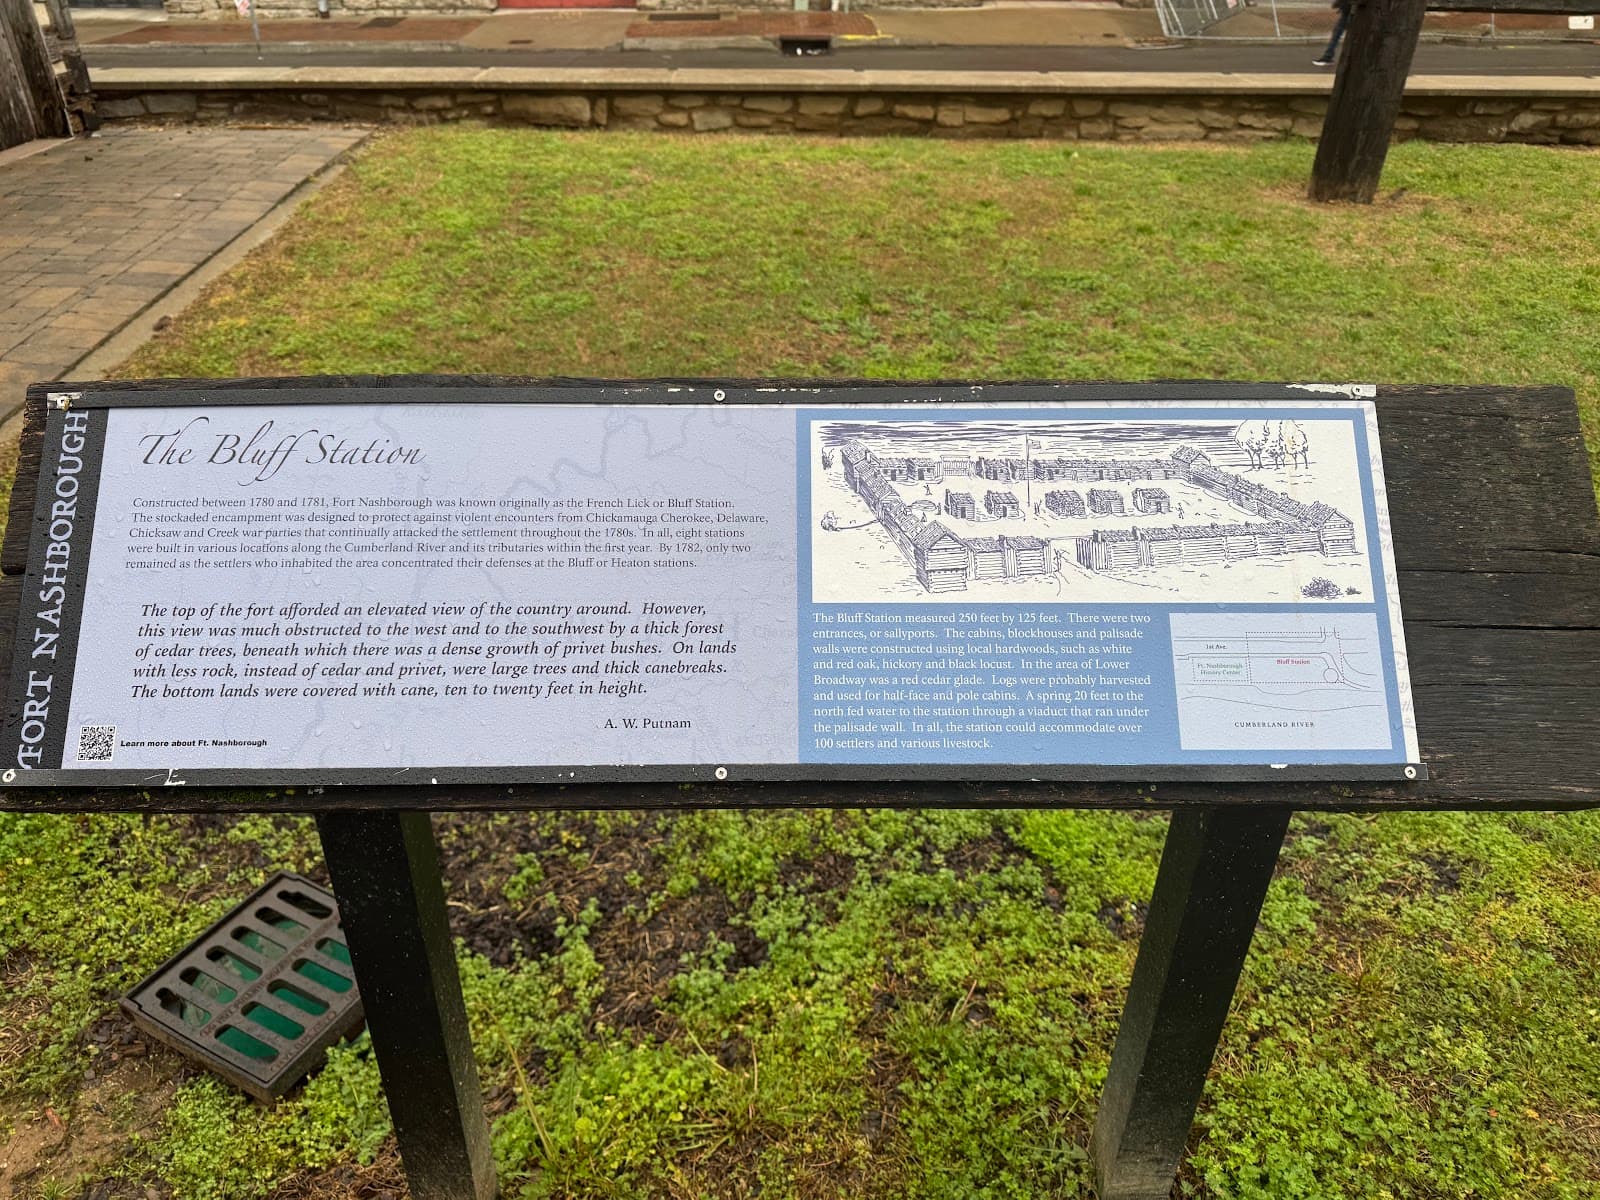 FORT NASHBOROUGH
The Bluff Station
Constructed between 1780 and 1781, Fort Nashborough was known originally as the French Lick or Bluff Station.
The stockaded encampment was designed to protect against violent encounters from Chickamauga Cherokee, Delaware,
Chicksaw and Creek war parties that continually attacked the settlement throughout the 1780s. In all, eight stations
were built in various locations along the Cumberland River and its tributaries within the first year. By 1782, only two
remained as the settlers who inhabited the area concentrated their defenses at the Bluff or Heaton stations.
The top of the fort afforded an elevated view of the country around. However,
this view was much obstructed to the west and to the southwest by a thick forest
of cedar trees, beneath which there was a dense growth of privet bushes. On lands
with less rock, instead of cedar and privet, were large trees and thick canebreaks.
The bottom lands were covered with cane, ten to twenty feet in height.
A. W. Putnam
Learn more about Ft. Nashborough
The Bluff Station measured 250 feet by 125 feet. There were two
entrances, or sallyports. The cabins, blockhouses and palisade
walls were constructed using local hardwoods, such as white
and red oak, hickory and black locust. In the area of Lower
Broadway was a red cedar glade. Logs were probably harvested
and used for half-face and pole cabins. A spring 20 feet to the
north fed water to the station through a viaduct that ran under
the palisade wall. In all, the station could accommodate over
100 settlers and various livestock.
1st Ave.
Ft. Nashborough
History Center
Bluff Station
CUMBERLAND RIVER